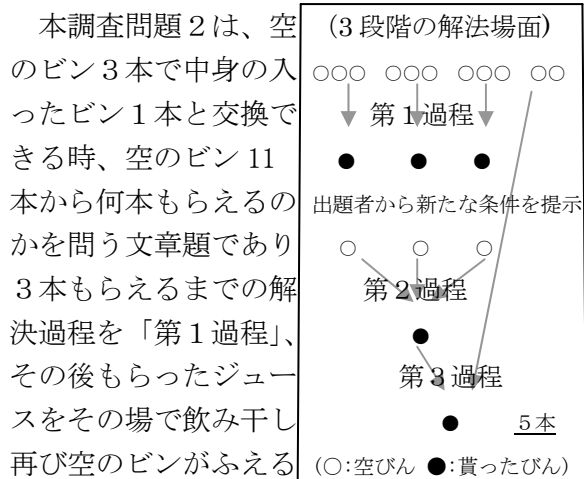 本調査問題２は、空
のビン３本で中身の入
ったビン１本と交換で
きる時、空のビン 11
本から何本もらえるの
かを問う文章題であり
３本もらえるまでの解
決過程を「第１過程」、
その後もらったジュー
スをその場で飲み干し
再び空のビンがふえる
(３段階の解法場面)
○○○ ○○○ ○○○ ○○
第１過程
● ● ●
出題者から新たな条件を提示
○ ○ ○
第２過程
●
第３過程
● 5本
(○:空びん ●:貰ったびん)